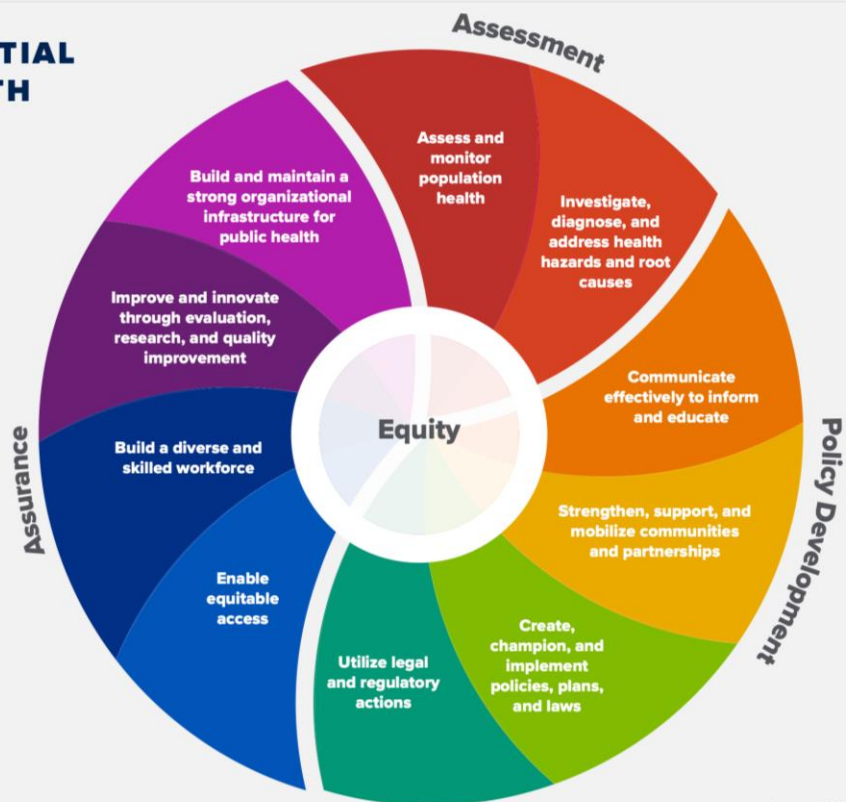 TIAL
TH
Assessment
Assess and
monitor
population
health
Investigate,
diagnose, and
address health
hazards and root
causes
Policy Development
Communicate
effectively to inform
and educate
Strengthen, support, and
mobilize communities
and partnerships
Create,
champion, and
implement
policies, plans,
and laws
Utilize legal
and regulatory
actions
Assurance
Enable
equitable
access
Build a diverse and
skilled workforce
Improve and innovate
through evaluation,
research, and quality
improvement
Build and maintain a
strong organizational
infrastructure for
public health
Equity